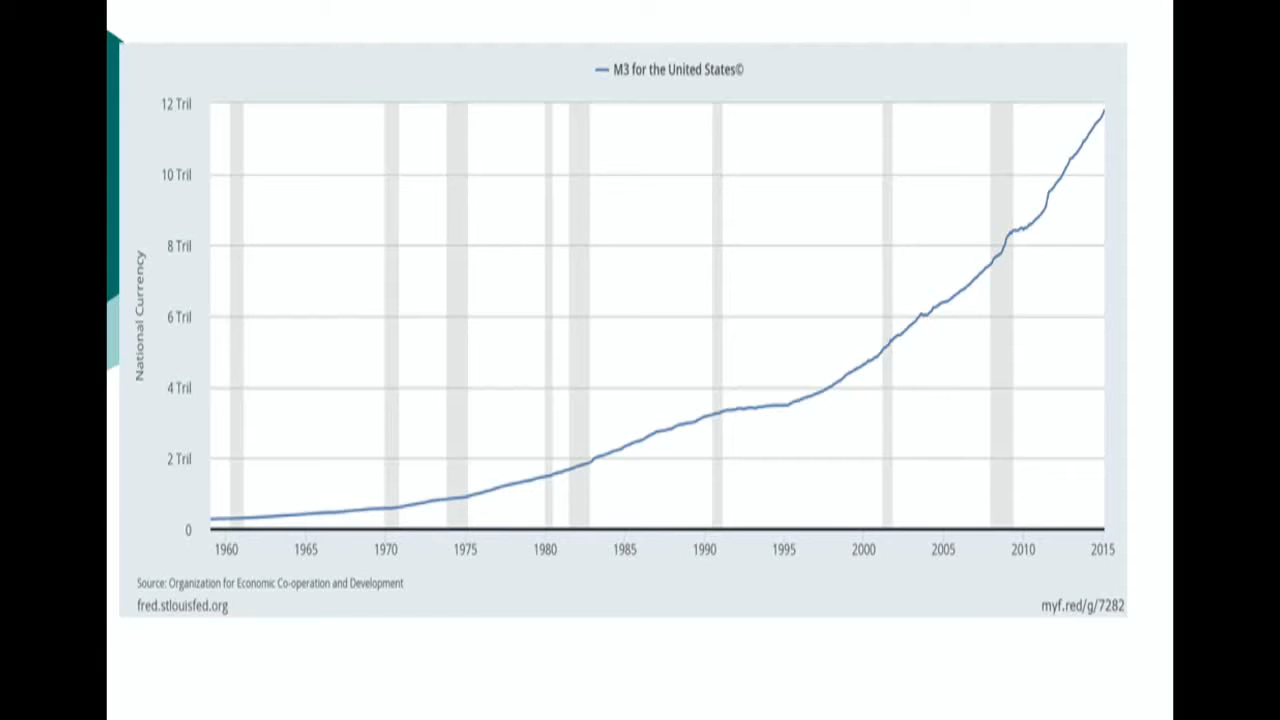 M3 for the United States©
12 Tril
10 Tril
8 Tril
6 Tril
4 Tril
2 Tril
0
National Currency
1960 1965 1970 1975 1980 1985 1990 1995 2000 2005 2010 2015
Source: Organization for Economic Co-operation and Development
fred.stlouisfed.org
myf.red/g/7282